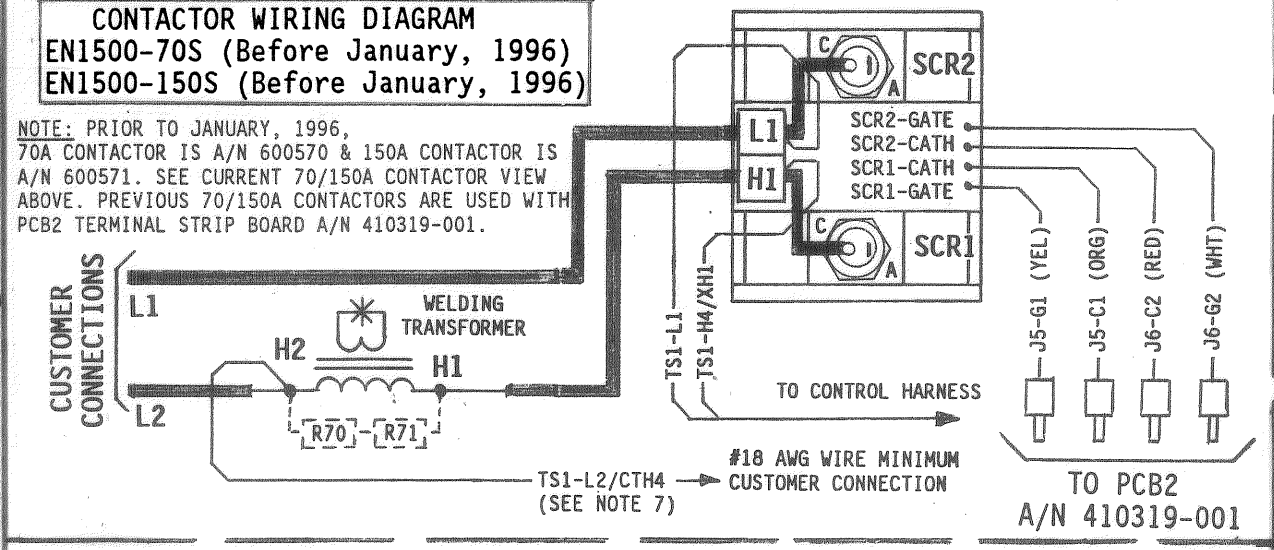 CONTACTOR WIRING DIAGRAM
EN1500-70S (Before January, 1996)
EN1500-150S (Before January, 1996)
NOTE: PRIOR TO JANUARY, 1996,
70A CONTACTOR IS A/N 600570 & 150A CONTACTOR IS
A/N 600571. SEE CURRENT 70/150A CONTACTOR VIEW
ABOVE. PREVIOUS 70/150A CONTACTORS ARE USED WITH
PCB2 TERMINAL STRIP BOARD A/N 410319-001.
C
A
SCR2
L1
H1
SCR2-GATE
SCR2-CATH
SCR1-CATH
SCR1-GATE
C
A
SCR1
CUSTOMER
CONNECTIONS
L1
L2
WELDING
TRANSFORMER
H2
H1
R70
R71
TS1-L1
TS1-H4/XH1
TO CONTROL HARNESS
TS1-L2/CTH4
(SEE NOTE 7)
#18 AWG WIRE MINIMUM
CUSTOMER CONNECTION
J5-G1 (YEL)
J5-C1 (ORG)
J6-C2 (RED)
J6-G2 (WHT)
TO PCB2
A/N 410319-001